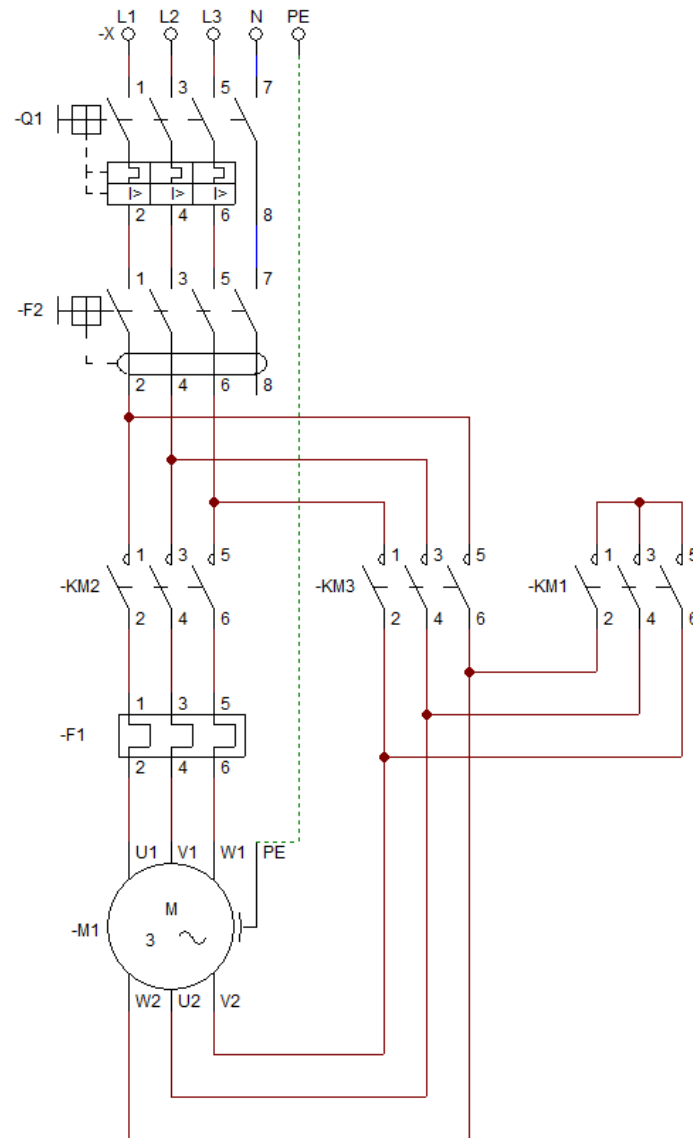 L1 L2 L3 N PE
-X
1 3 5 7
-Q1
I> I> I>
2 4 6 8
1 3 5 7
-F2
2 4 6 8
1 3 5 1 3 5 1 3 5
-KM2 -KM3 -KM1
2 4 6 2 4 6 2 4 6
1 3 5
-F1
2 4 6
U1 V1 W1 PE
M
-M1
3
W2 U2 V2